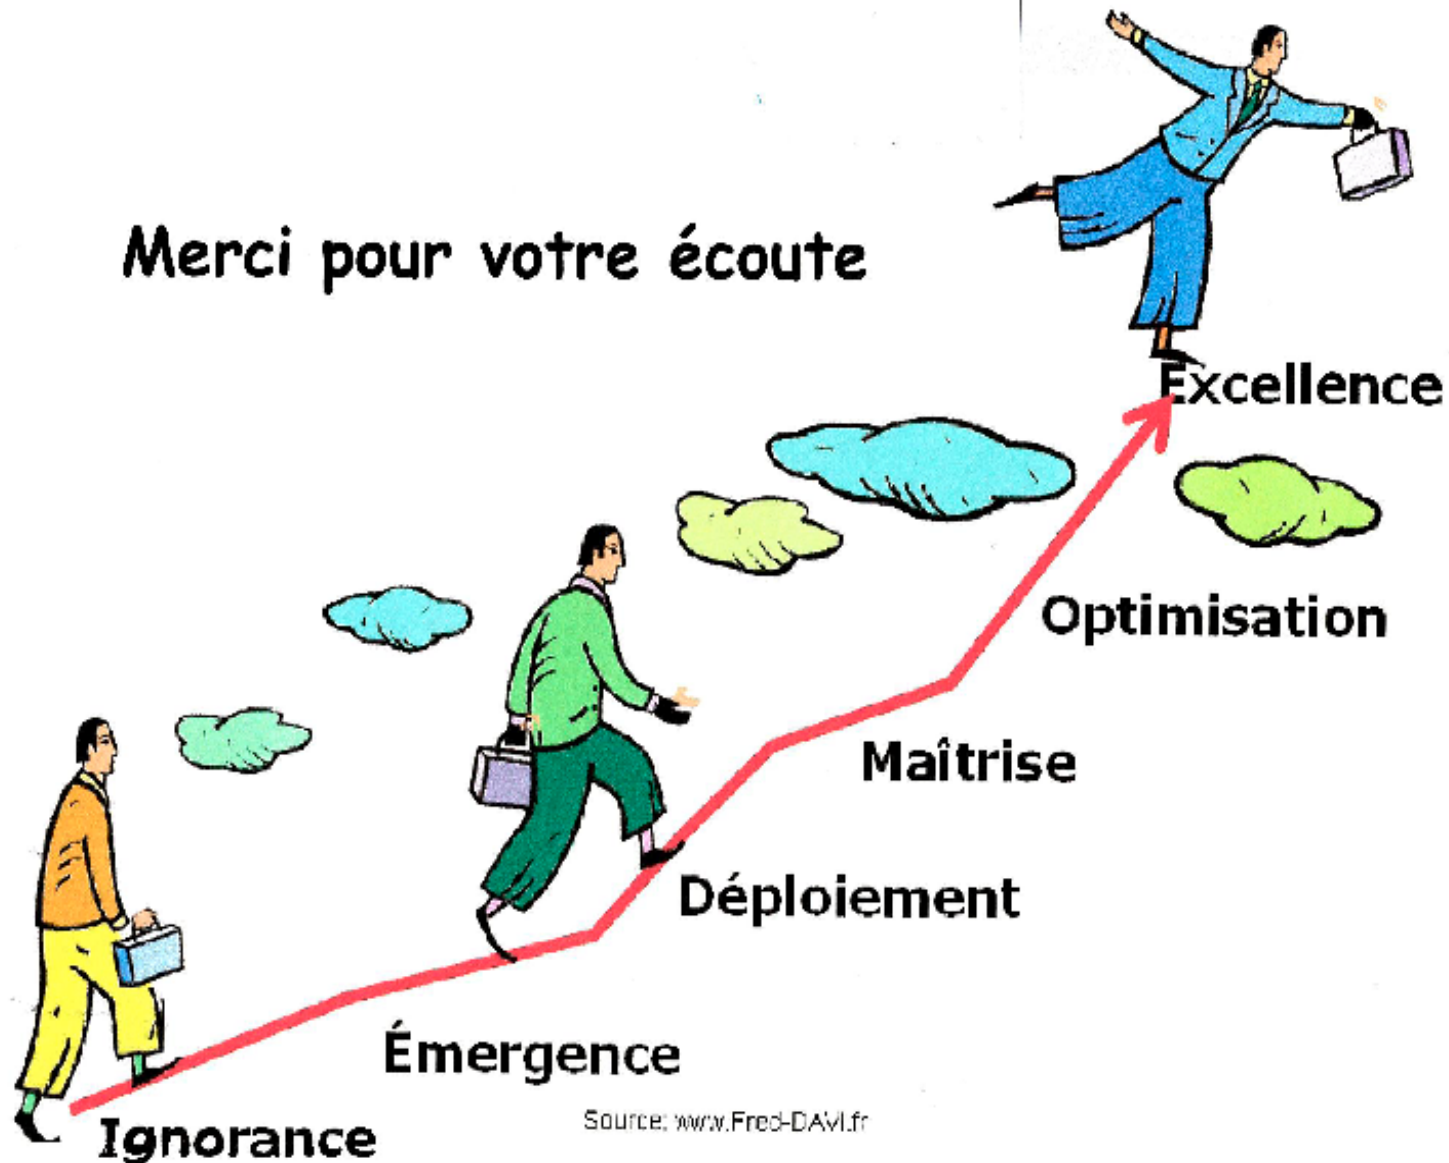 Merci pour votre écoute
Excellence
Optimisation
Maîtrise
Déploiement
Émergence
Ignorance
Source: www.Fred-DAVI.fr